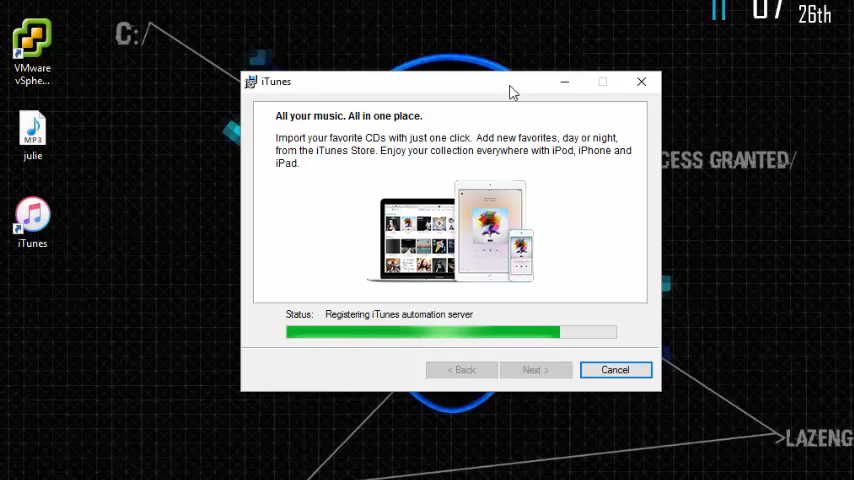 26th
C:/
VMware
vSphe...
MP3
julie
iTunes
iTunes
All your music. All in one place.
Import your favorite CDs with just one click. Add new favorites, day or night,
from the iTunes Store. Enjoy your collection everywhere with iPod, iPhone and
iPad.
Status: Registering iTunes automation server
< Back
Next >
Cancel
CESS GRANTED/
LAZENG